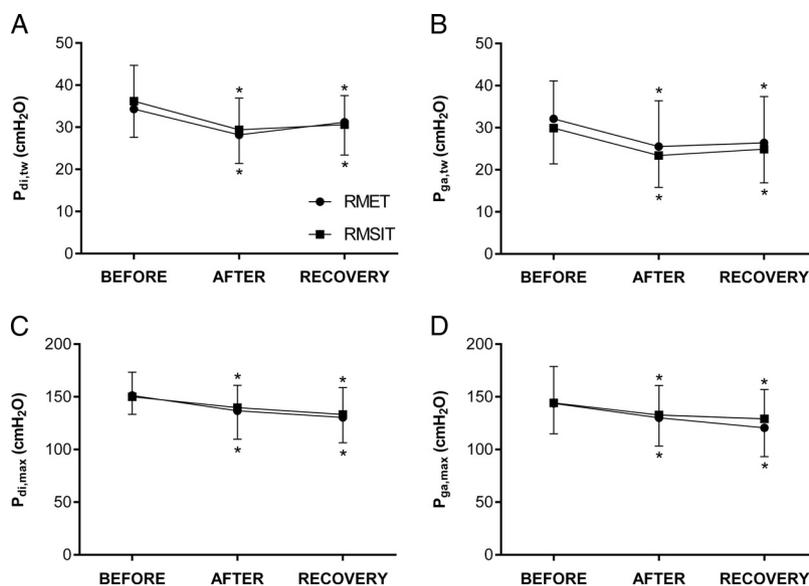 A
50
40
30
20
10
0
P di,tw (cmH2O)
*
*
*
*
RMET
RMSIT
BEFORE AFTER RECOVERY
B
50
40
30
20
10
0
P ga,tw (cmH2O)
*
*
*
*
BEFORE AFTER RECOVERY
C
200
150
100
50
0
P di,max (cmH2O)
*
*
*
*
BEFORE AFTER RECOVERY
D
200
150
100
50
0
P ga,max (cmH2O)
*
*
*
*
BEFORE AFTER RECOVERY